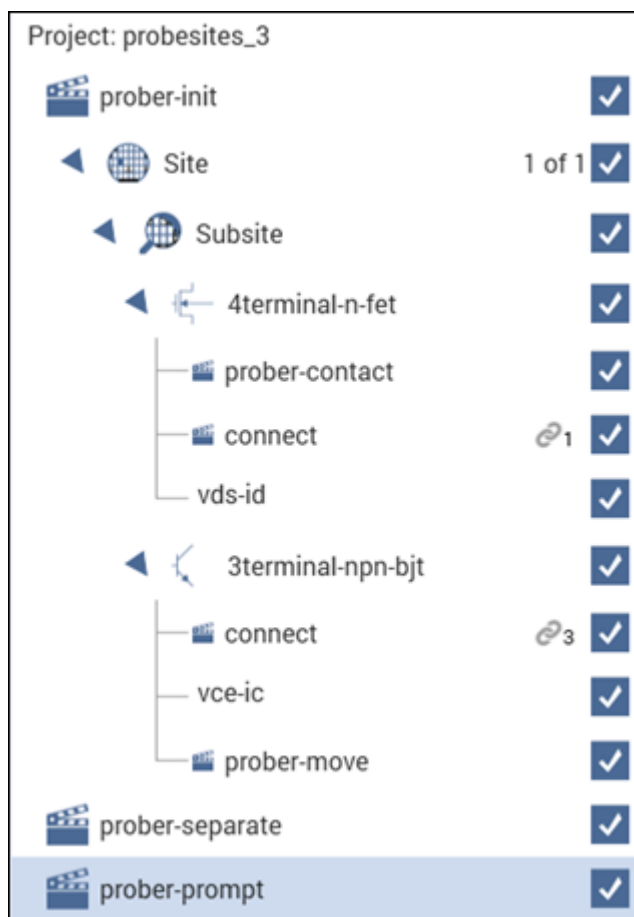 Project: probesites_3
prober-init
Site 1 of 1
Subsite
4terminal-n-fet
prober-contact
connect 1
vds-id
3terminal-npn-bjt
connect 3
vce-ic
prober-move
prober-separate
prober-prompt